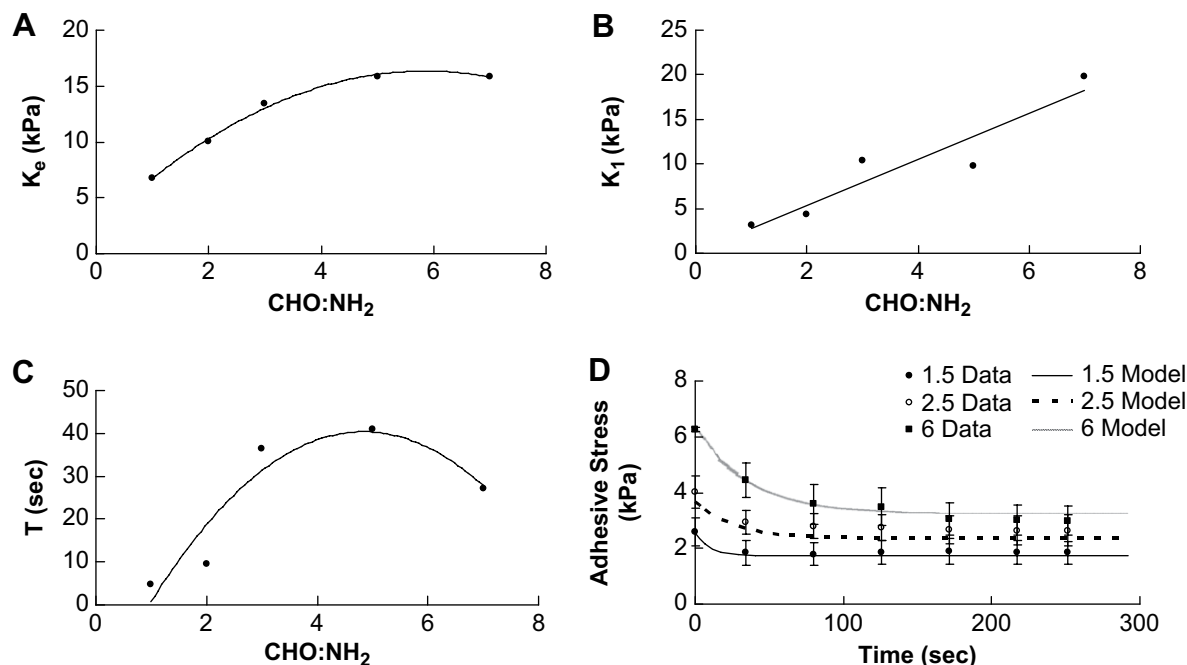 A
20
15
10
5
0
0 2 4 6 8
K_e (kPa)
CHO:NH₂
B
25
20
15
10
5
0
0 2 4 6 8
K₁ (kPa)
CHO:NH₂
C
50
40
30
20
10
0
0 2 4 6 8
T (sec)
CHO:NH₂
D
8
6
4
2
0
0 100 200 300
Adhesive Stress
(kPa)
Time (sec)
1.5 Data 1.5 Model
2.5 Data 2.5 Model
6 Data 6 Model